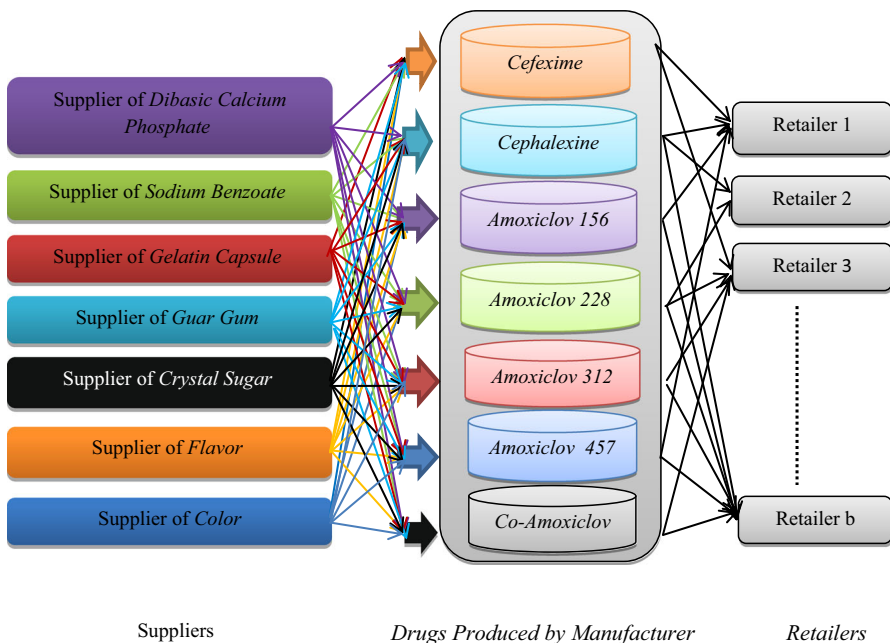 Supplier of Dibasic Calcium
Phosphate
Supplier of Sodium Benzoate
Supplier of Gelatin Capsule
Supplier of Guar Gum
Supplier of Crystal Sugar
Supplier of Flavor
Supplier of Color
Cefexime
Cephalexine
Amoxiclov 156
Amoxiclov 228
Amoxiclov 312
Amoxiclov 457
Co-Amoxiclov
Retailer 1
Retailer 2
Retailer 3
Retailer b
Suppliers
Drugs Produced by Manufacturer
Retailers